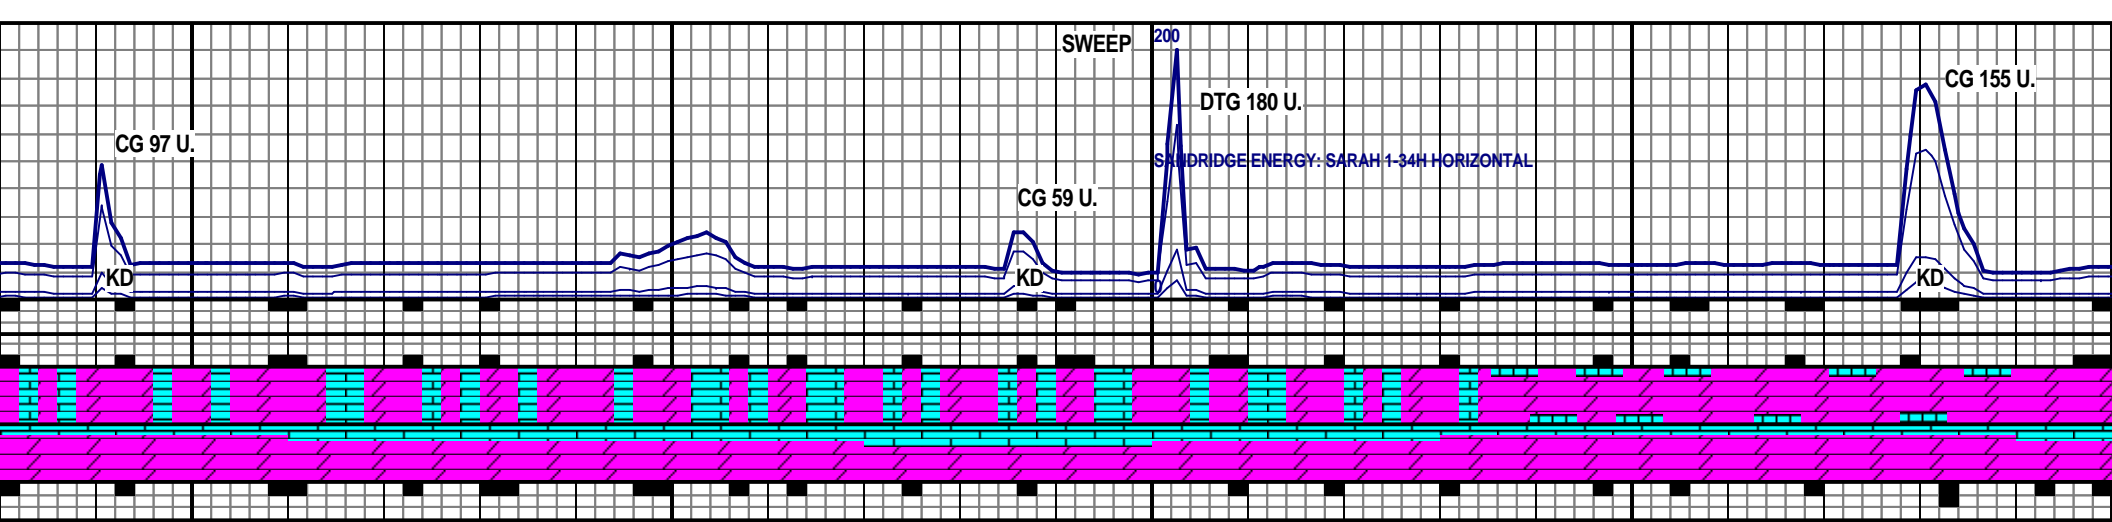 SWEEP
200
CG 155 U.
DTG 180 U.
CG 97 U.
SANDRIDGE ENERGY: SARAH 1-34H HORIZONTAL
CG 59 U.
KD
KD
KD